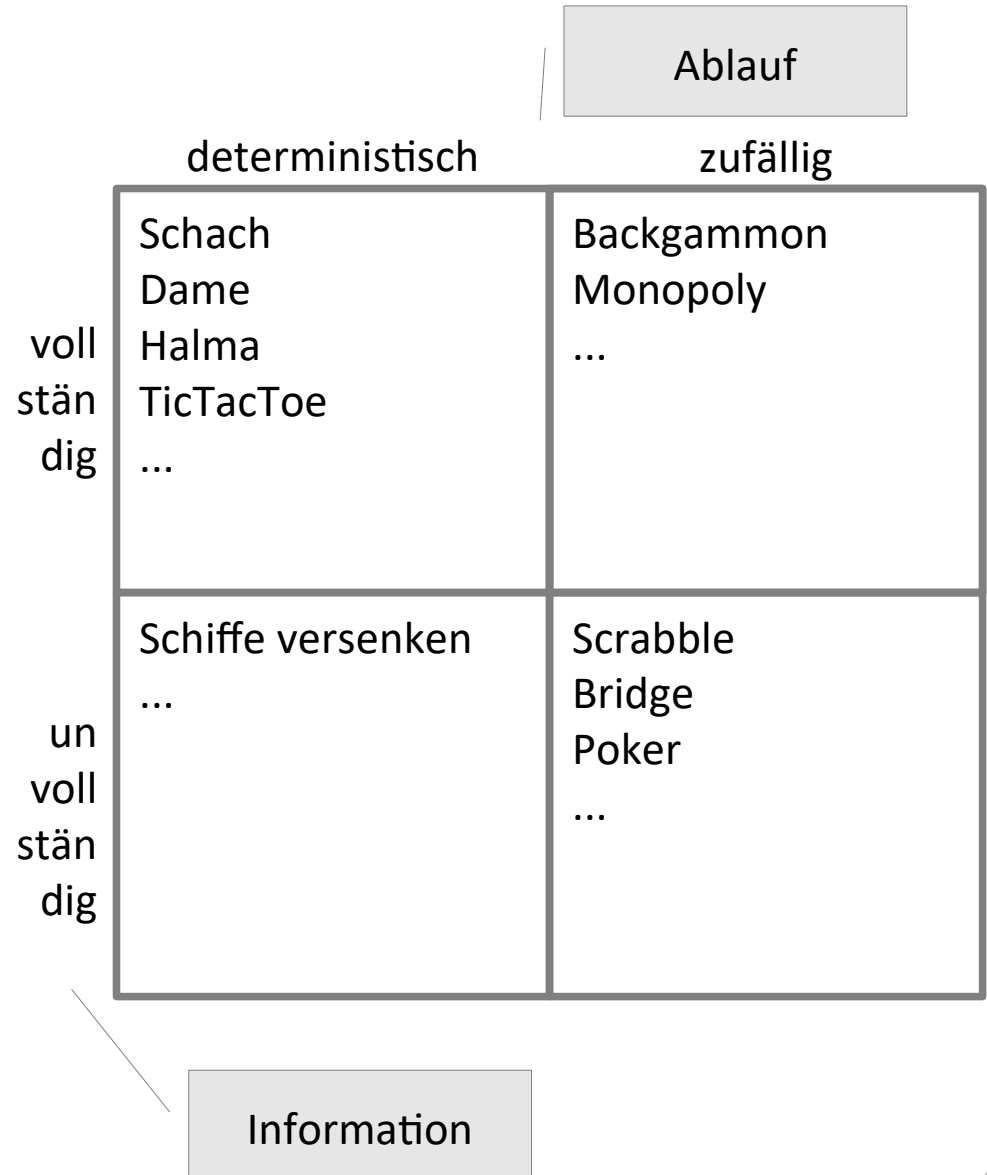 Ablauf
deterministisch
zufällig
voll
stän
dig
Schach
Dame
Halma
TicTacToe
...
Backgammon
Monopoly
...
un
voll
stän
dig
Schiffe versenken
...
Scrabble
Bridge
Poker
...
Information